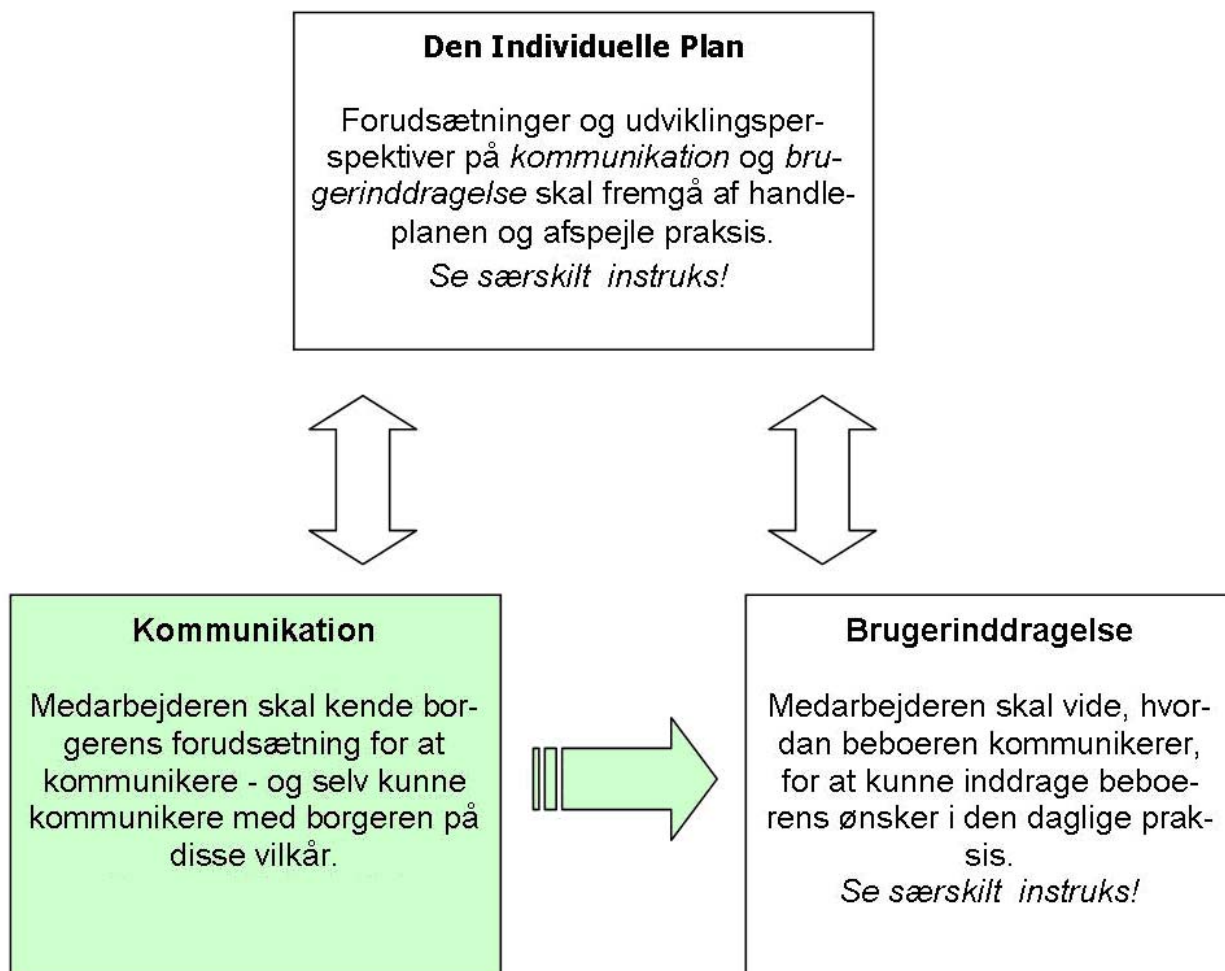 Den Individuelle Plan
Forudsætninger og udviklingsper-
spektiver på kommunikation og bru-
gerinddragelse skal fremgå af handle-
planen og afspejle praksis.
Se særskilt  instruks!
Kommunikation
Medarbejderen skal kende bor-
gerens forudsætning for at
kommunikere - og selv kunne
kommunikere med borgeren på
disse vilkår.
Brugerinddragelse
Medarbejderen skal vide, hvor-
dan beboeren kommunikerer,
for at kunne inddrage beboe-
rens ønsker i den daglige prak-
sis.
Se særskilt  instruks!